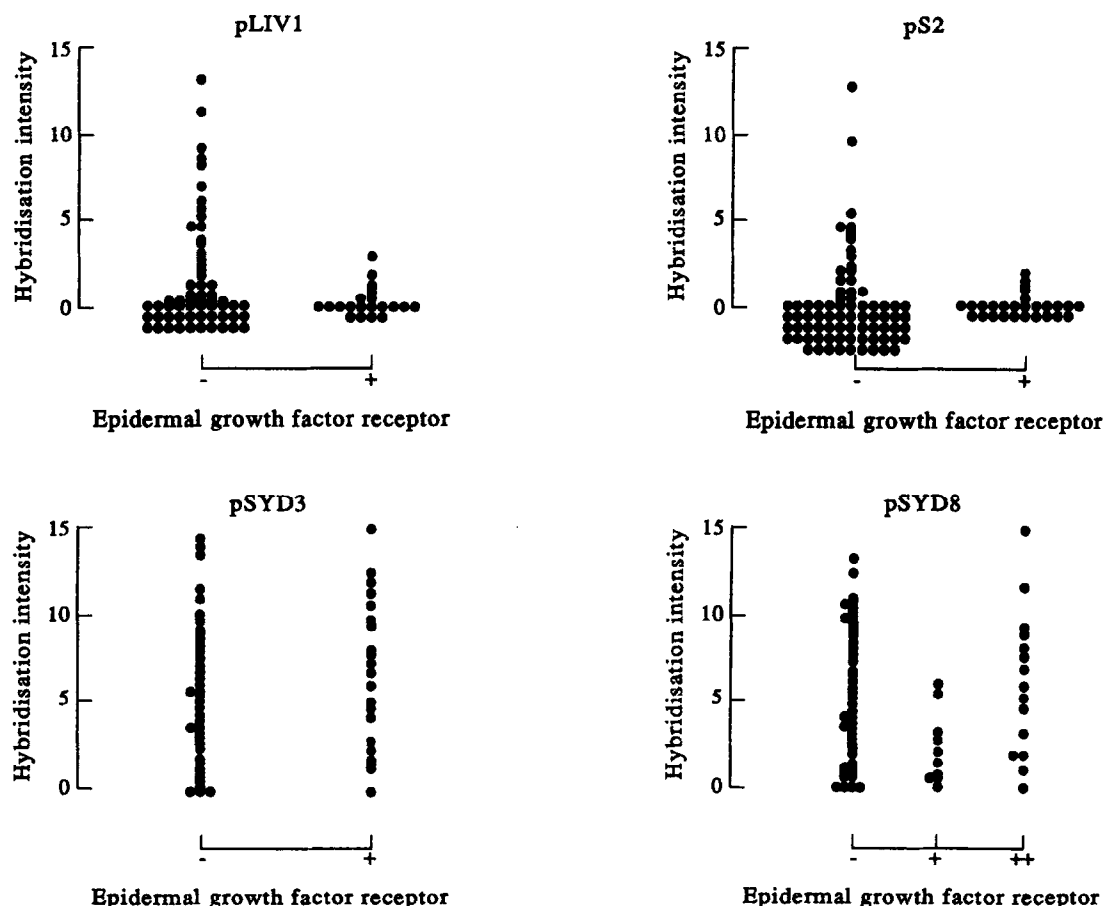 pLIV1
15
10
5
0
Hybridisation intensity
- +
Epidermal growth factor receptor
pS2
15
10
5
0
Hybridisation intensity
- +
Epidermal growth factor receptor
pSYD3
15
10
5
0
Hybridisation intensity
- +
Epidermal growth factor receptor
pSYD8
15
10
5
0
Hybridisation intensity
- + ++
Epidermal growth factor receptor